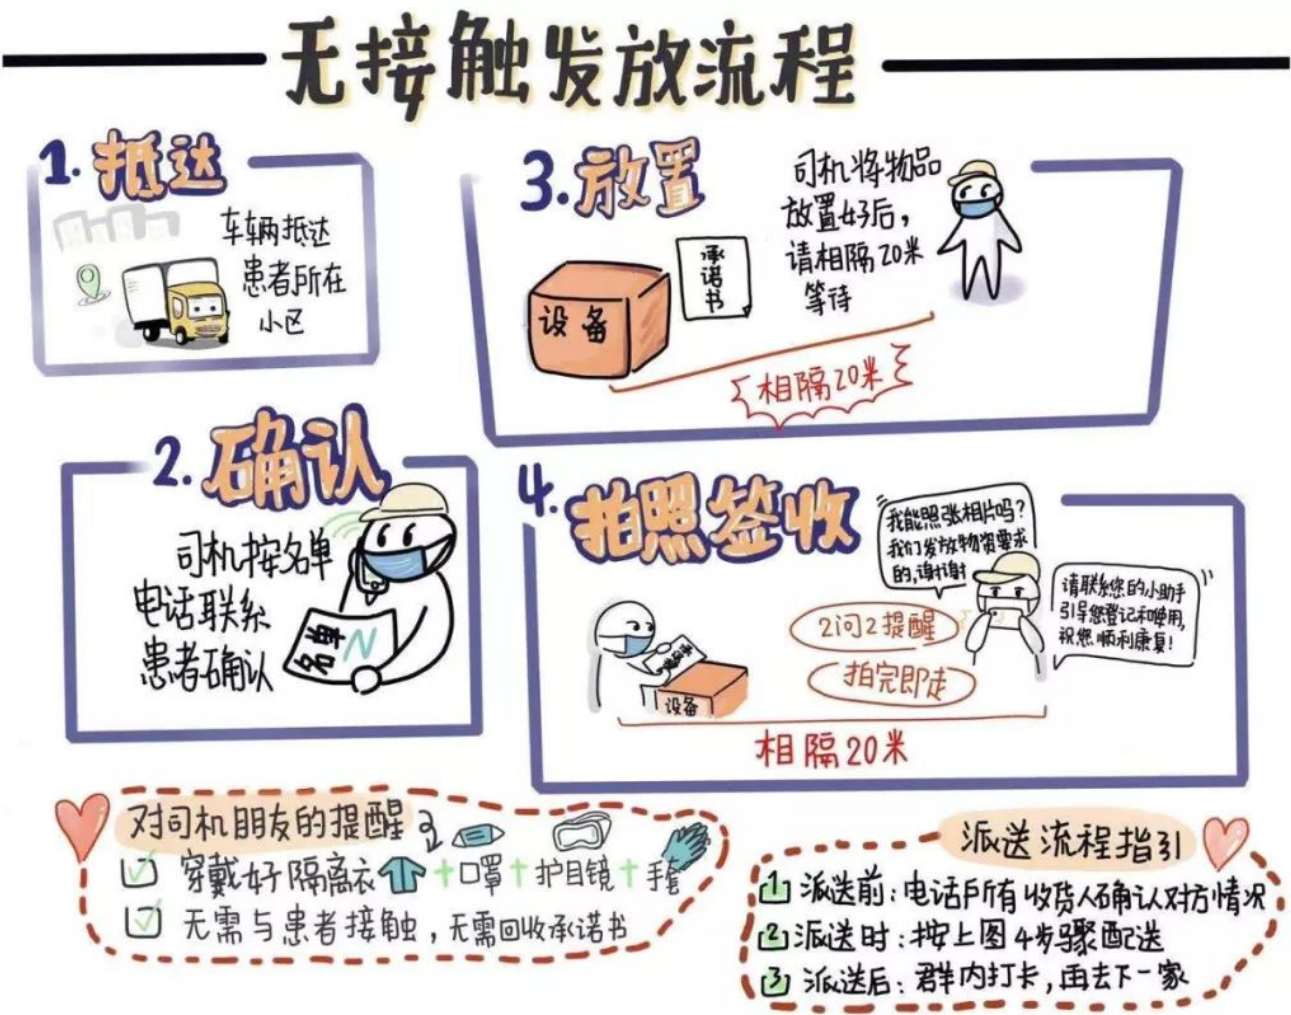 无接触发放流程
1. 抵达
车辆抵达
患者所在
小区
2. 确认
司机按名单
电话联系
患者确认
名单
3. 放置
司机将物品
放置好后，
请相隔20米
等待
承诺书
设备
相隔20米
4. 拍照签收
我能照张相片吗？
我们发放物资要求
的，谢谢
请联系您的小助手
引导您登记和使用，
祝您顺利康复！
2问2提醒
拍完即走
承诺书
设备
相隔20米
对司机朋友的提醒
穿戴好隔离衣+口罩+护目镜+手套
无需与患者接触，无需回收承诺书
派送流程指引
1 派送前：电话所有收货人确认对方情况
2 派送时：按上图4步骤配送
3 派送后：群内打卡，再去下一家